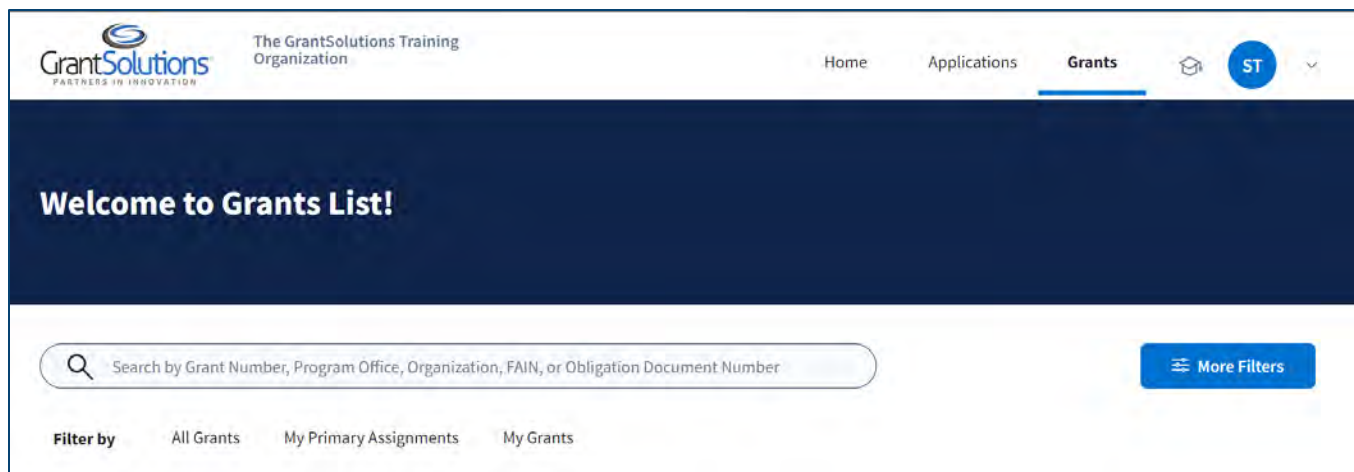 GrantSolutions
PARTNERS IN INNOVATION
The GrantSolutions Training
Organization
Home Applications Grants ST
Welcome to Grants List!
Search by Grant Number, Program Office, Organization, FAIN, or Obligation Document Number
More Filters
Filter by All Grants My Primary Assignments My Grants